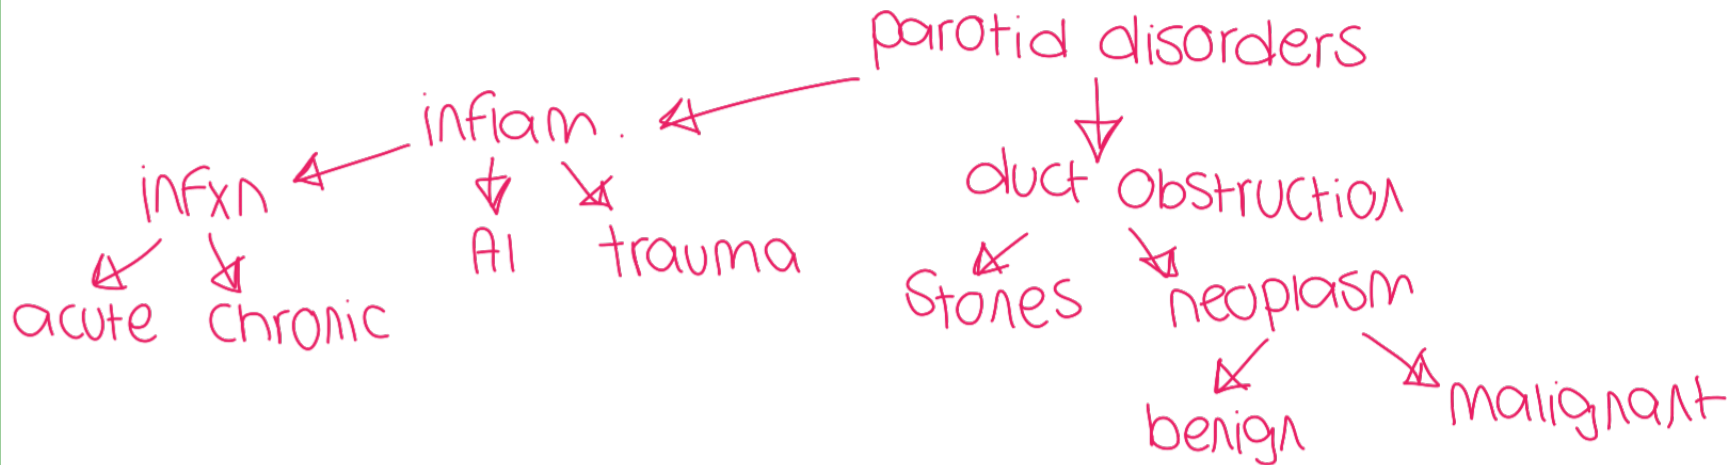 parotid disorders
inflam.
duct obstruction
infxn
AI
trauma
stones
neoplasm
acute
chronic
benign
malignant